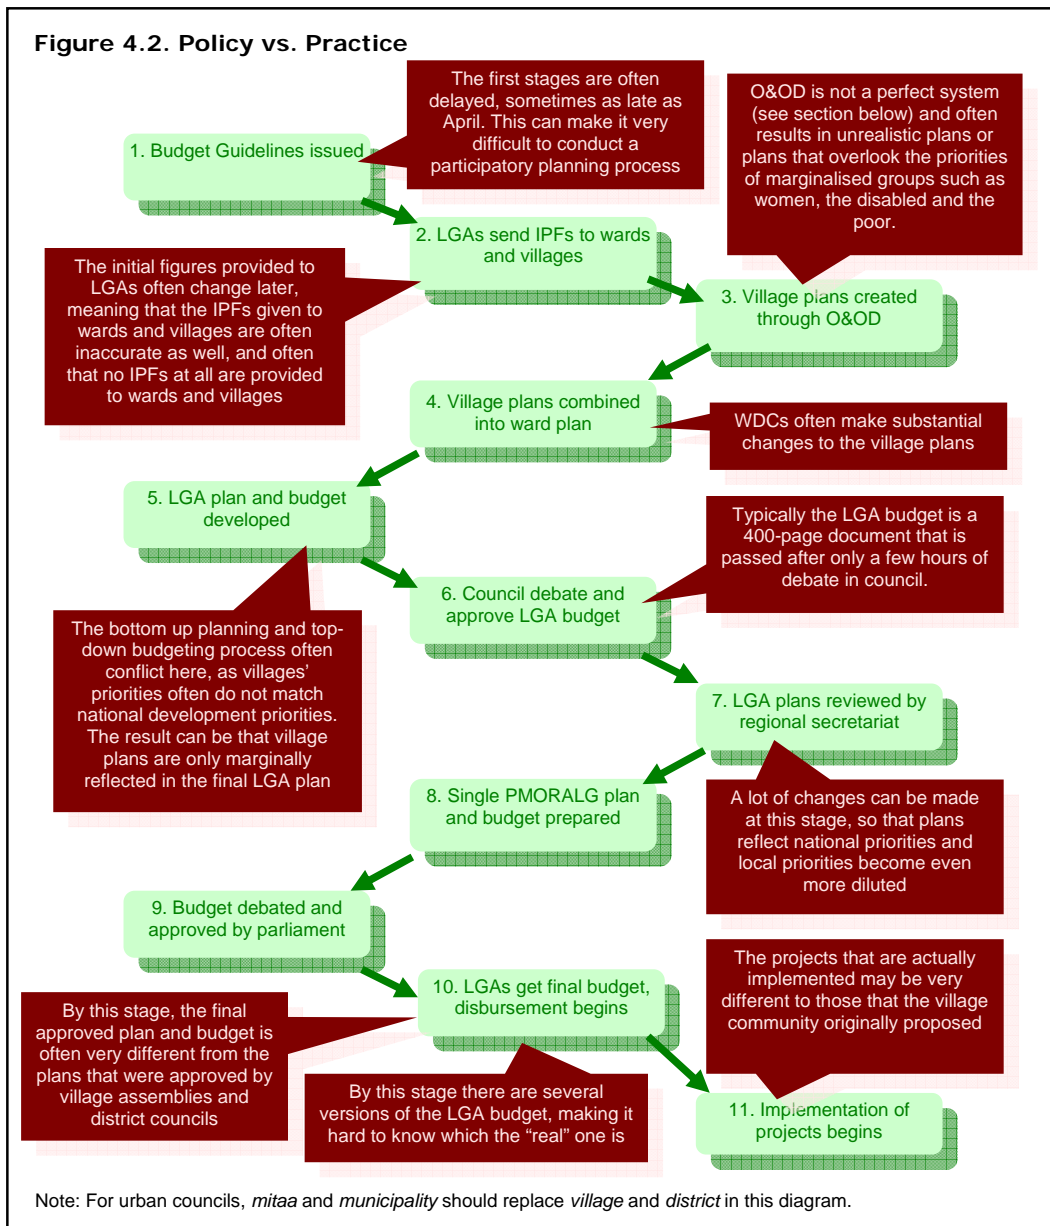 Figure 4.2. Policy vs. Practice
The first stages are often
delayed, sometimes as late as
April. This can make it very
difficult to conduct a
participatory planning process
O&OD is not a perfect system
(see section below) and often
results in unrealistic plans or
plans that overlook the priorities
of marginalised groups such as
women, the disabled and the
poor.
1. Budget Guidelines issued
2. LGAs send IPFs to wards
and villages
The initial figures provided to
LGAs often change later,
meaning that the IPFs given to
wards and villages are often
inaccurate as well, and often
that no IPFs at all are provided
to wards and villages
3. Village plans created
through O&OD
4. Village plans combined
into ward plan
WDCs often make substantial
changes to the village plans
5. LGA plan and budget
developed
Typically the LGA budget is a
400-page document that is
passed after only a few hours of
debate in council.
6. Council debate and
approve LGA budget
The bottom up planning and top-
down budgeting process often
conflict here, as villages’
priorities often do not match
national development priorities.
The result can be that village
plans are only marginally
reflected in the final LGA plan
7. LGA plans reviewed by
regional secretariat
8. Single PMORALG plan
and budget prepared
A lot of changes can be made
at this stage, so that plans
reflect national priorities and
local priorities become even
more diluted
9. Budget debated and
approved by parliament
10. LGAs get final budget,
disbursement begins
The projects that are actually
implemented may be very
different to those that the village
community originally proposed
By this stage, the final
approved plan and budget is
often very different from the
plans that were approved by
village assemblies and
district councils
By this stage there are several
versions of the LGA budget, making it
hard to know which the “real” one is
11. Implementation of
projects begins
Note: For urban councils, mitaa and municipality should replace village and district in this diagram.